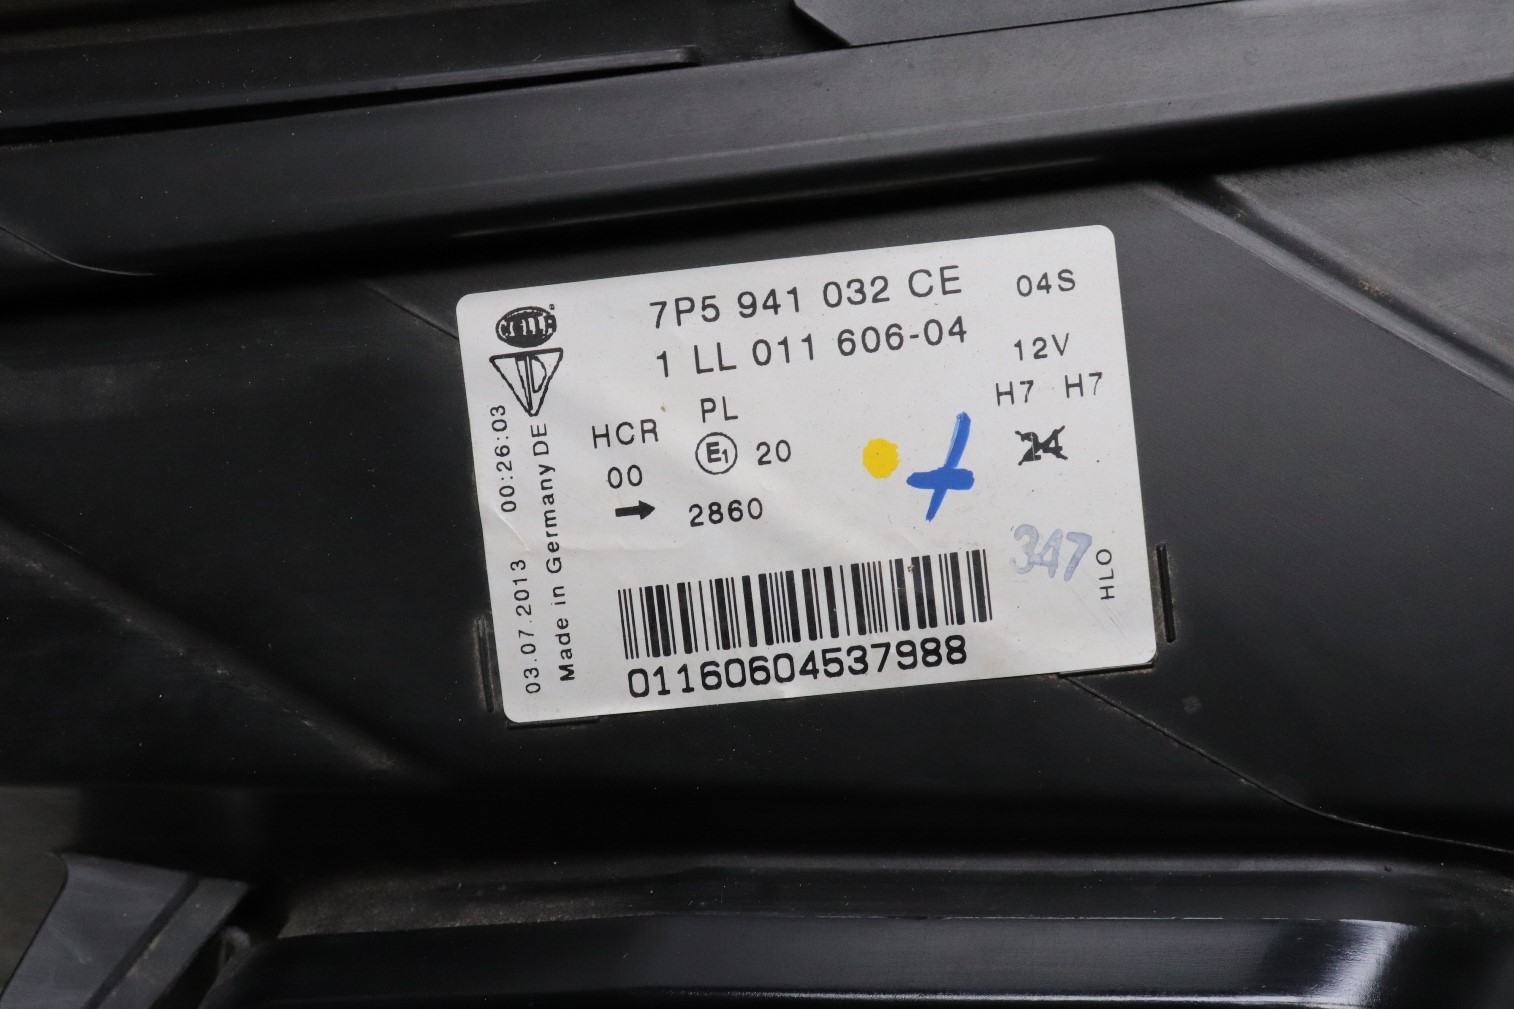 HELLA
7P5 941 032 CE
04S
1 LL 011 606-04
12V
H7 H7
PL
HCR
E1 20
24
00
2860
347
HLO
01160604537988
03.07.2013 00:26:03
Made in Germany DE